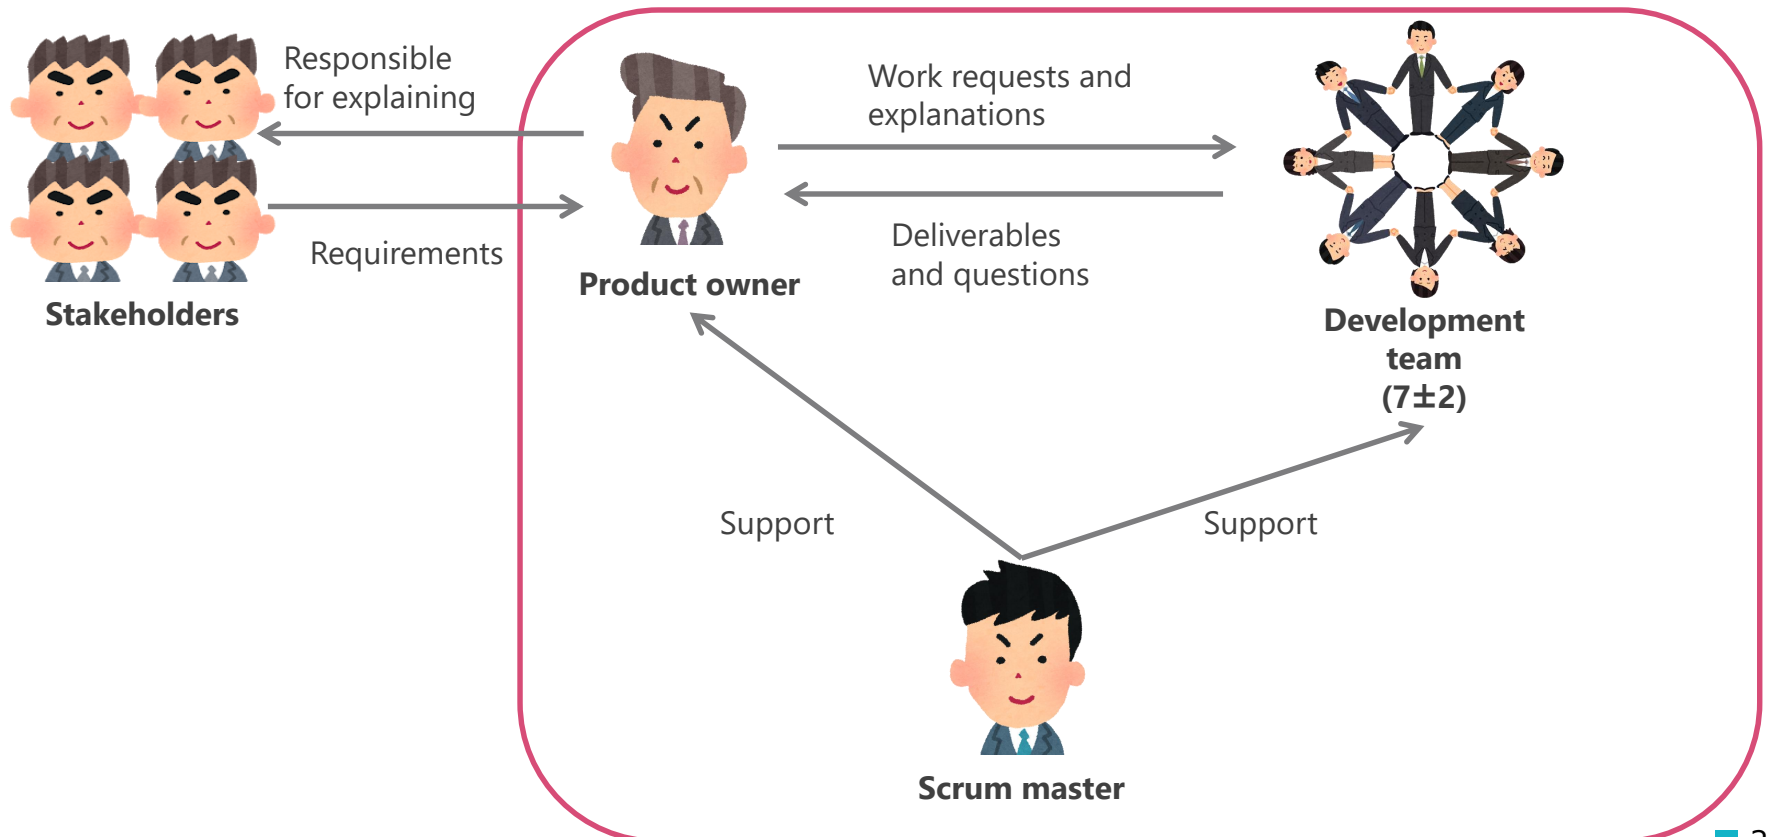 Responsible
for explaining
Requirements
Stakeholders
Product owner
Work requests and
explanations
Deliverables
and questions
Development
team
(7±2)
Support
Support
Scrum master